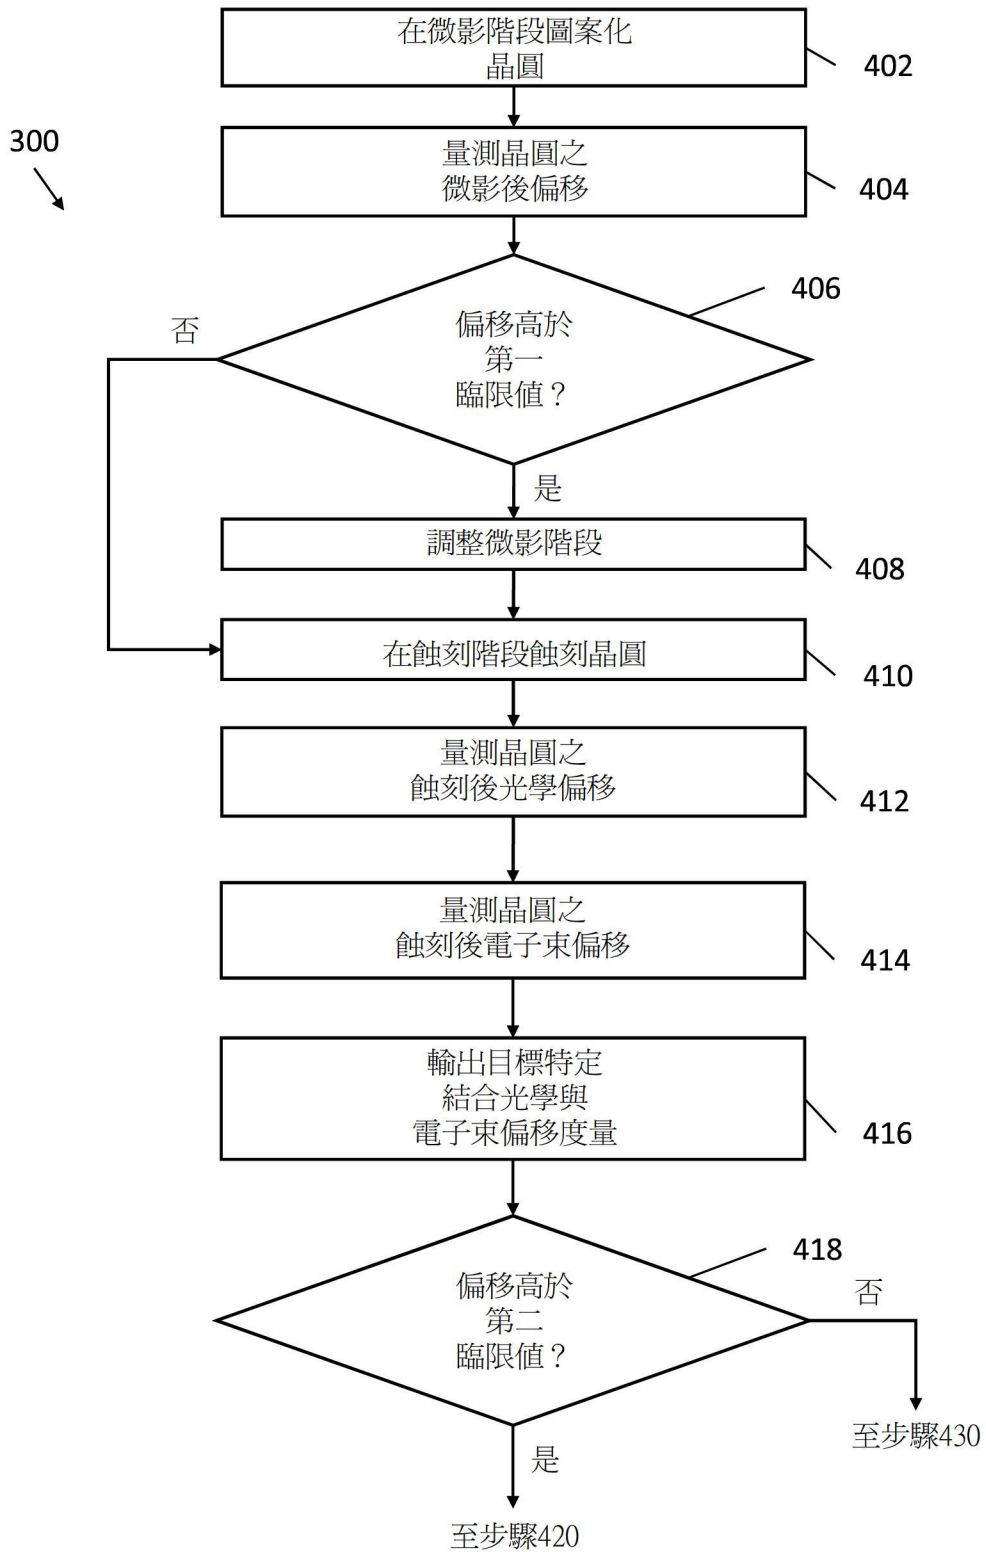 在微影階段圖案化
晶圓
402
300
量測晶圓之
微影後偏移
404
406
偏移高於
第一
臨限值？
否
是
調整微影階段
408
在蝕刻階段蝕刻晶圓
410
量測晶圓之
蝕刻後光學偏移
412
量測晶圓之
蝕刻後電子束偏移
414
輸出目標特定
結合光學與
電子束偏移度量
416
418
偏移高於
第二
臨限值？
否
至步驟430
是
至步驟420